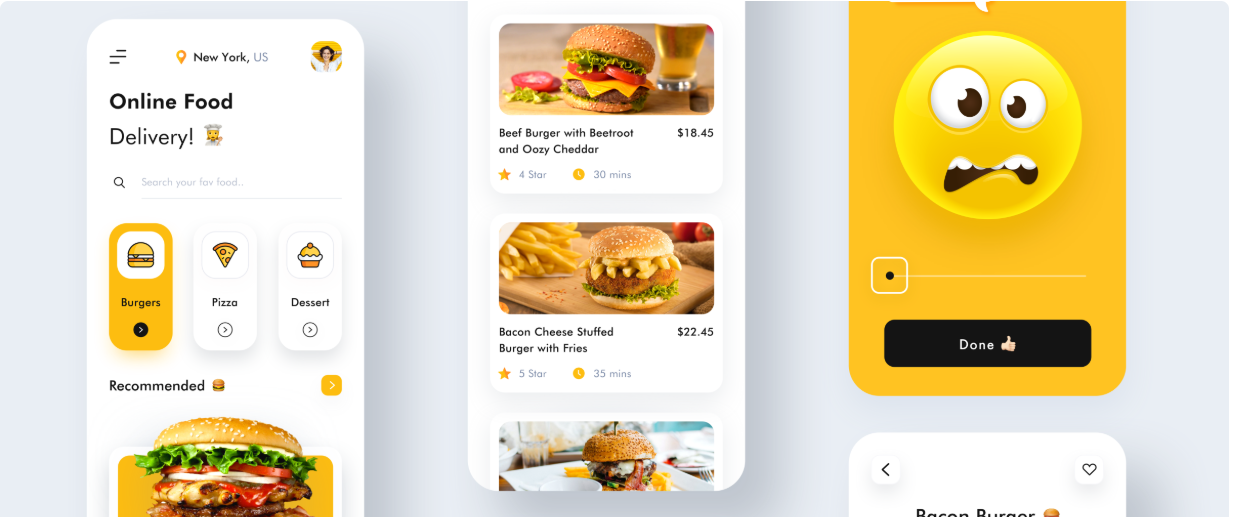 New York, US
Online Food
Delivery!
Search your fav food..
Burgers
Pizza
Dessert
Recommended
Beef Burger with Beetroot
and Oozy Cheddar
$18.45
4 Star
30 mins
Bacon Cheese Stuffed
Burger with Fries
$22.45
5 Star
35 mins
Done
Bacon Burger